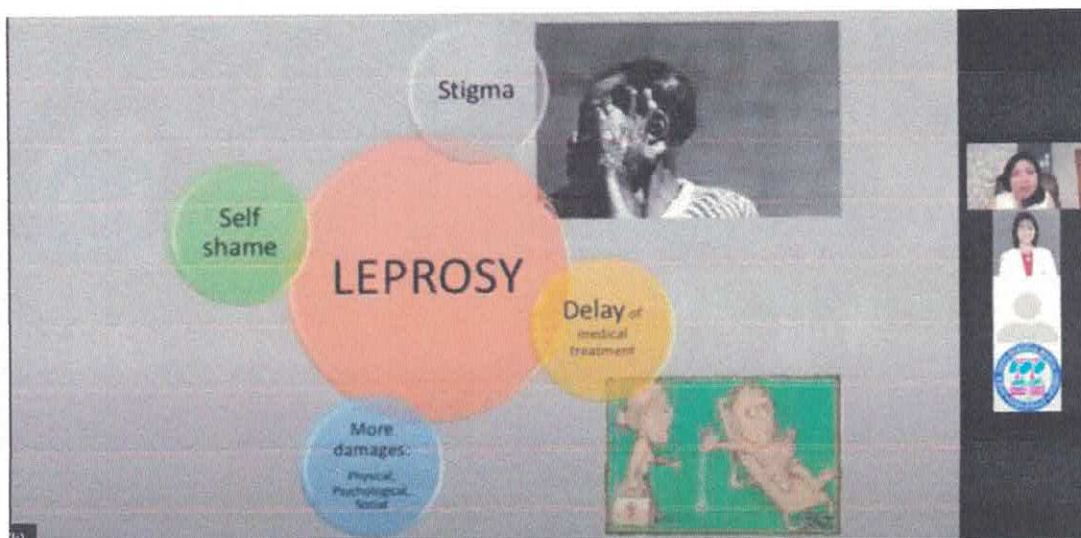 Stigma
Self
shame
LEPROSY
Delay of
medical
treatment
More
damages:
Physical,
Psychological,
Social